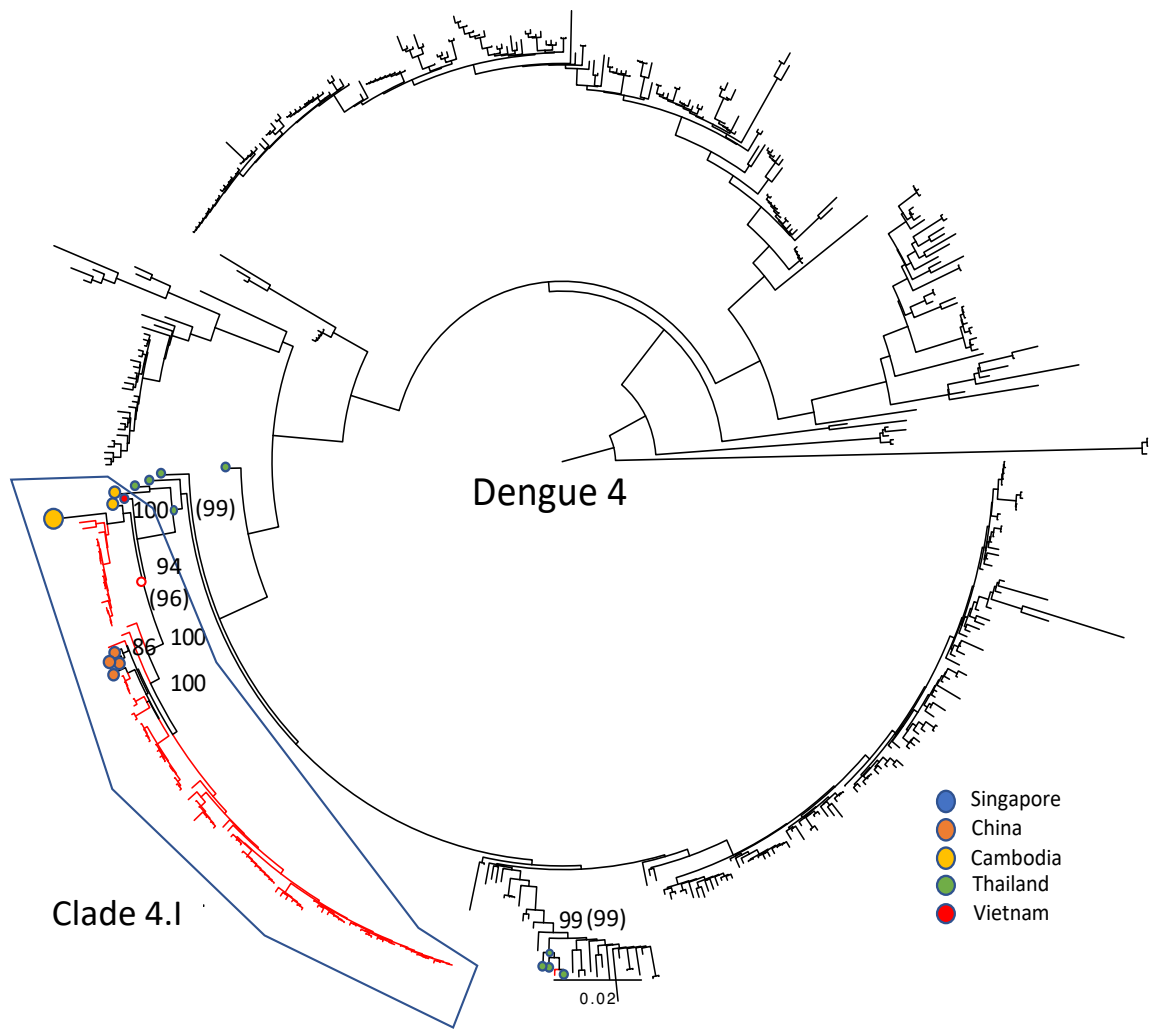 Dengue 4
100
(99)
94
(96)
86
100
100
Singapore
China
Cambodia
Thailand
Vietnam
Clade 4.I
99 (99)
0.02